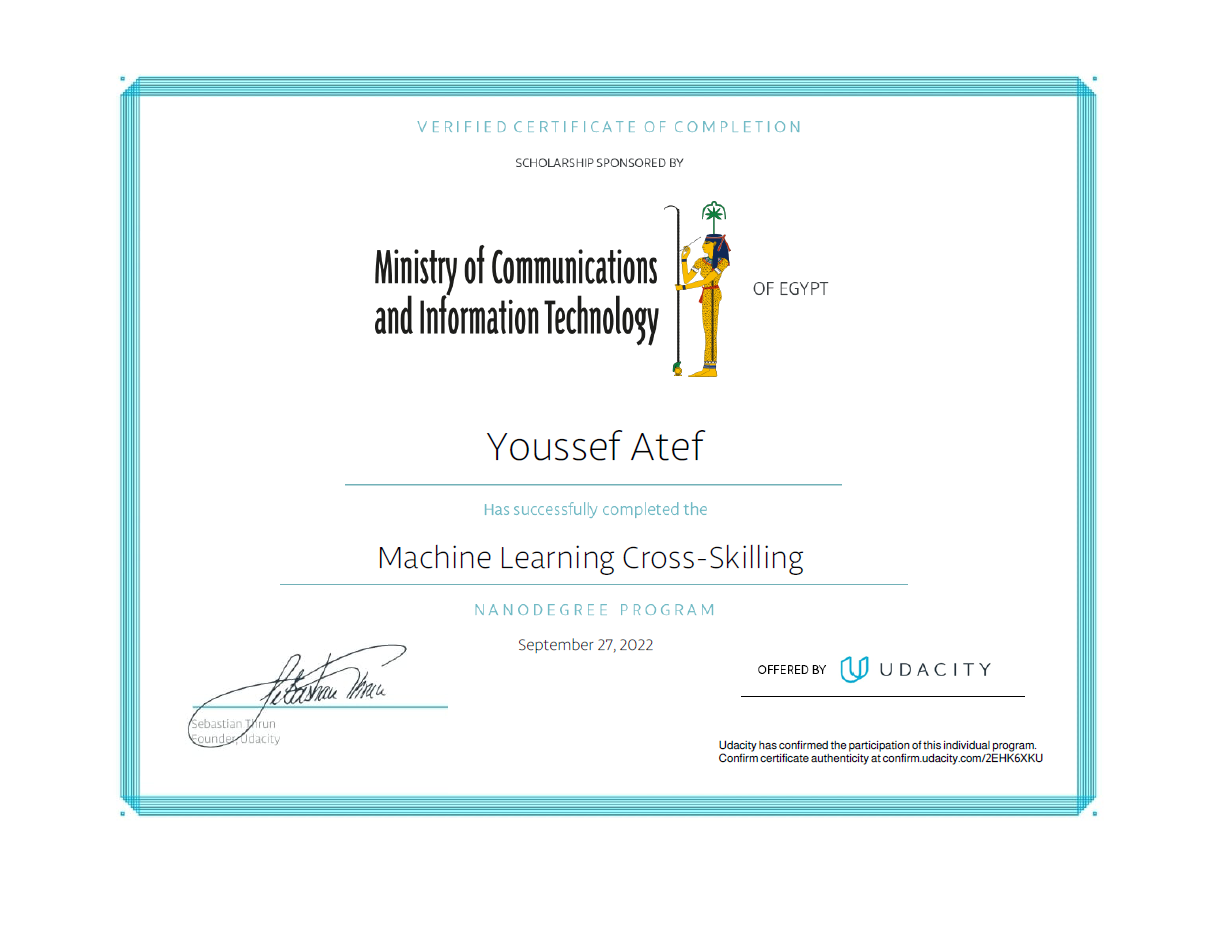 VERIFIED CERTIFICATE OF COMPLETION
SCHOLARSHIP SPONSORED BY
Ministry of Communications
and Information Technology
OF EGYPT
Youssef Atef
Has successfully completed the
Machine Learning Cross-Skilling
NANODEGREE PROGRAM
September 27, 2022
Sebastian Thrun
Sebastian Thrun
Founder, Udacity
OFFERED BY UDACITY
Udacity has confirmed the participation of this individual program.
Confirm certificate authenticity at confirm.udacity.com/2EHK6XKU